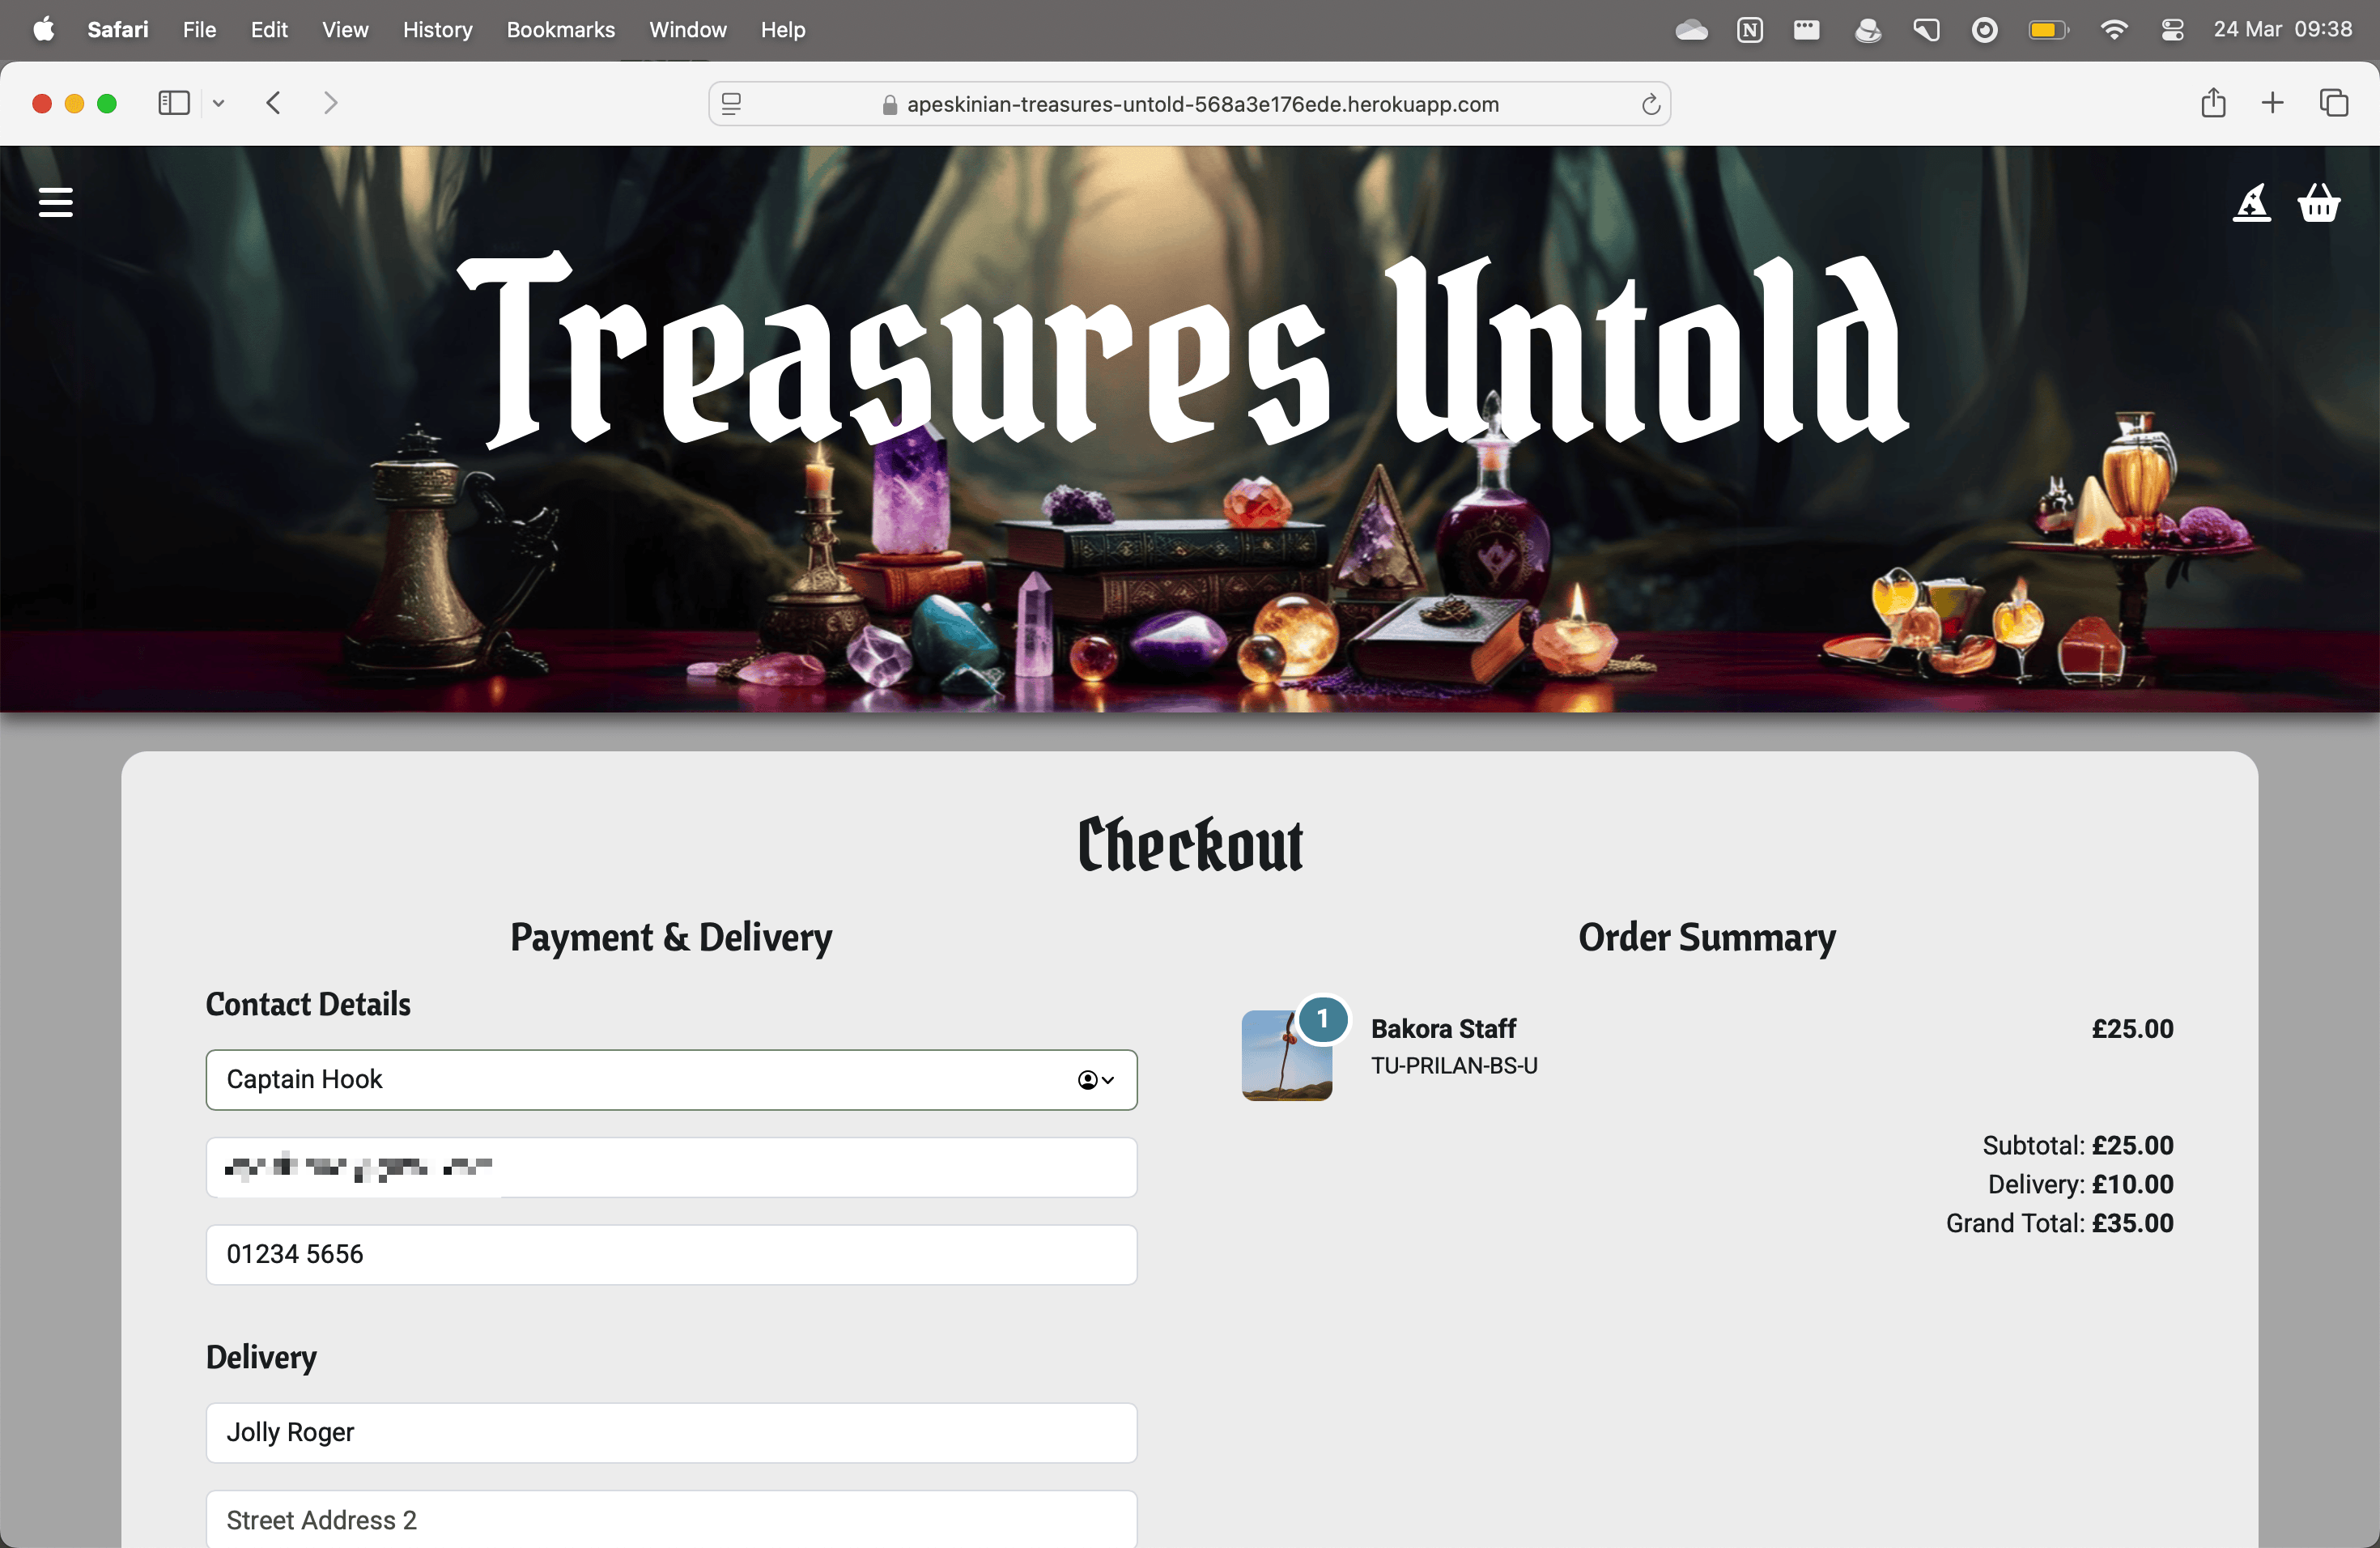 Safari File Edit View History Bookmarks Window Help 24 Mar 09:38
apeskinian-treasures-untold-568a3e176ede.herokuapp.com
Treasures Untold
Checkout
Payment & Delivery
Contact Details
Captain Hook
01234 5656
Delivery
Jolly Roger
Street Address 2
Order Summary
1
Bakora Staff £25.00
TU-PRILAN-BS-U
Subtotal: £25.00
Delivery: £10.00
Grand Total: £35.00